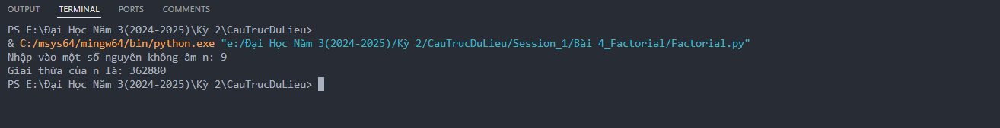 OUTPUT TERMINAL PORTS COMMENTS
PS E:\Đại Học Năm 3(2024-2025)\Kỳ 2\CauTrucDuLieu>
& C:/msys64/mingw64/bin/python.exe "e:/Đại Học Năm 3(2024-2025)/Kỳ 2/CauTrucDuLieu/Session_1/Bài 4_Factorial/Factorial.py"
Nhập vào một số nguyên không âm n: 9
Giai thừa của n là: 362880
PS E:\Đại Học Năm 3(2024-2025)\Kỳ 2\CauTrucDuLieu>